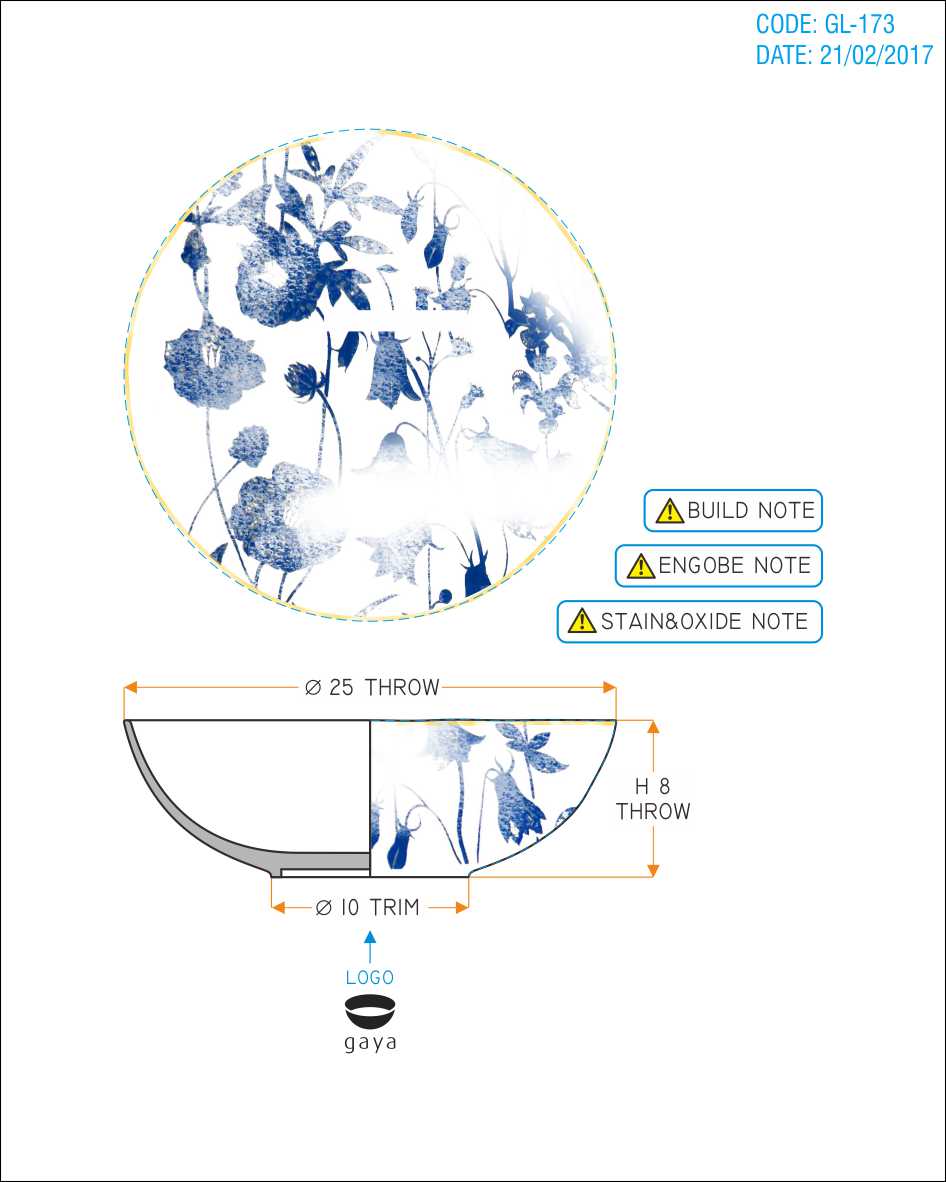 CODE: GL-173
DATE: 21/02/2017
BUILD NOTE
ENGOBE NOTE
STAIN&OXIDE NOTE
Ø 25 THROW
H 8
THROW
Ø 10 TRIM
LOGO
gaya